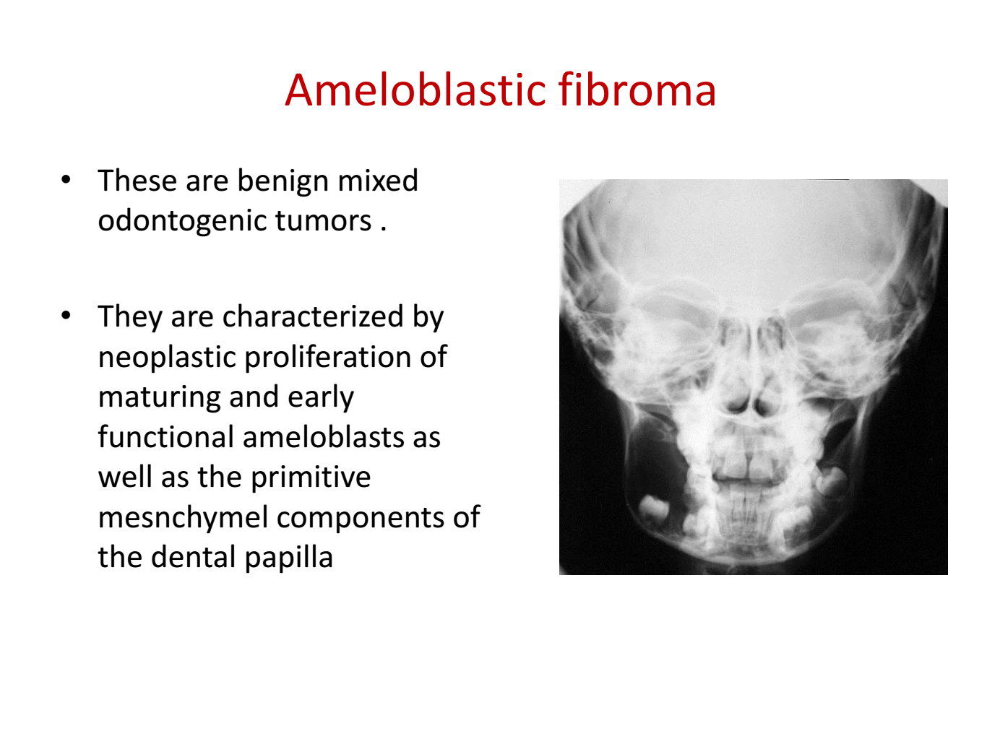 Ameloblastic fibroma
• These are benign mixed
odontogenic tumors .
• They are characterized by
neoplastic proliferation of
maturing and early
functional ameloblasts as
well as the primitive
mesnchymel components of
the dental papilla